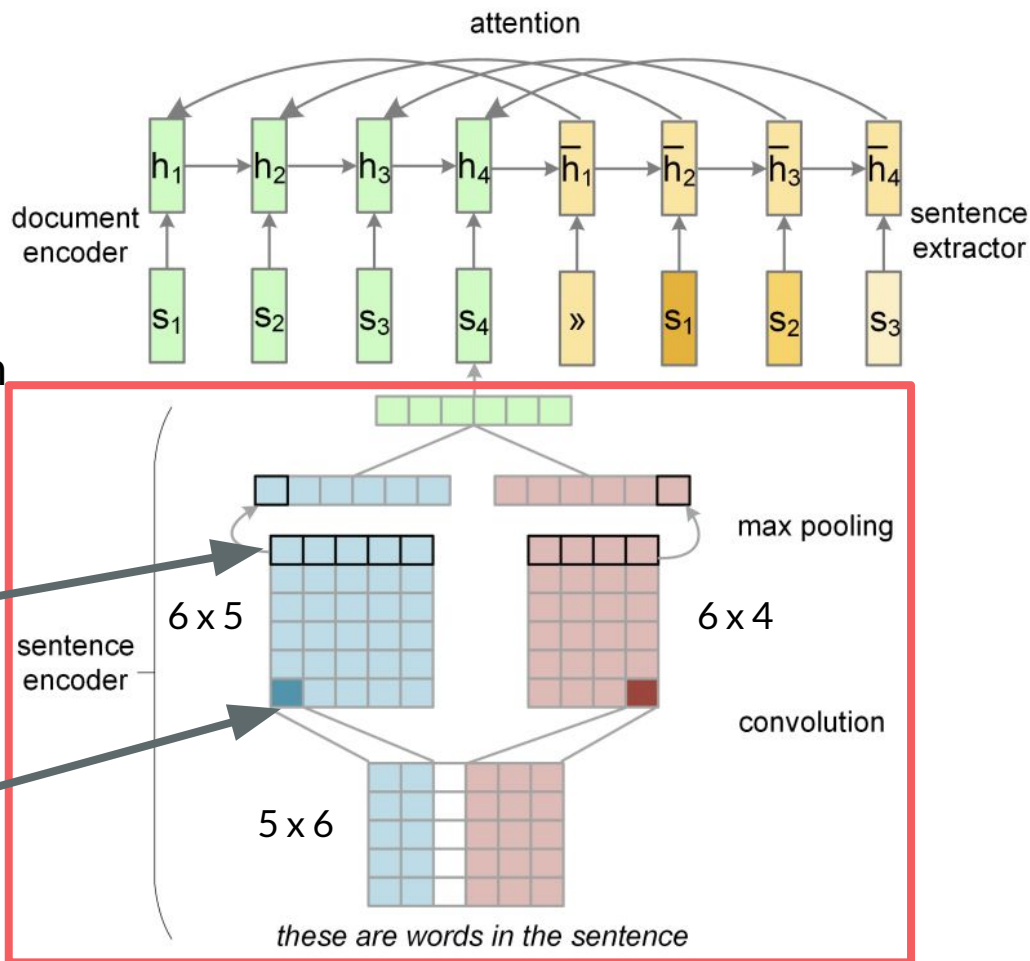 attention
h1 h2 h3 h4 h̄1 h̄2 h̄3 h̄4
document
encoder
sentence
extractor
s1 s2 s3 s4 » s1 s2 s3
max pooling
6 x 5
6 x 4
sentence
encoder
convolution
5 x 6
these are words in the sentence